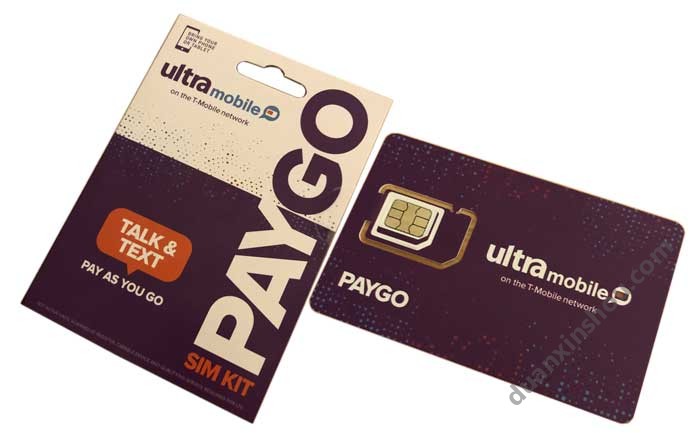 BRING YOUR
OWN PHONE
OR TABLET
ultra mobile
on the T-Mobile network
PAYGO
SIM KIT
TALK &
TEXT
PAY AS YOU GO
ultra mobile
on the T-Mobile network
PAYGO